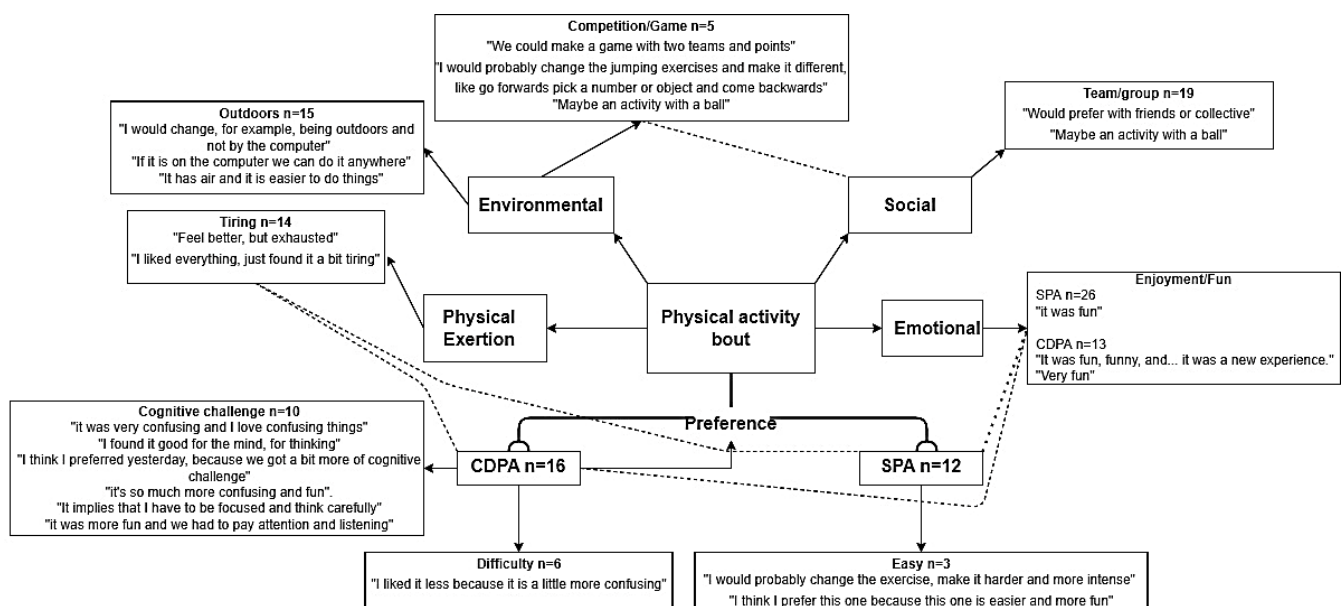 Competition/Game n=5
"We could make a game with two teams and points"
"I would probably change the jumping exercises and make it different,
like go forwards pick a number or object and come backwards"
"Maybe an activity with a ball"
Team/group n=19
"Would prefer with friends or collective"
"Maybe an activity with a ball"
Outdoors n=15
"I would change, for example, being outdoors and
not by the computer"
"If it is on the computer we can do it anywhere"
"It has air and it is easier to do things"
Environmental
Social
Tiring n=14
"Feel better, but exhausted"
"I liked everything, just found it a bit tiring"
Physical
Exertion
Physical activity
bout
Emotional
Enjoyment/Fun
SPA n=26
"it was fun"
CDPA n=13
"It was fun, funny, and... it was a new experience."
"Very fun"
Preference
Cognitive challenge n=10
"it was very confusing and I love confusing things"
"I found it good for the mind, for thinking"
"I think I preferred yesterday, because we got a bit more of cognitive
challenge"
"it's so much more confusing and fun".
"It implies that I have to be focused and think carefully"
"it was more fun and we had to pay attention and listening"
CDPA n=16
SPA n=12
Difficulty n=6
"I liked it less because it is a little more confusing"
Easy n=3
"I would probably change the exercise, make it harder and more intense"
"I think I prefer this one because this one is easier and more fun"